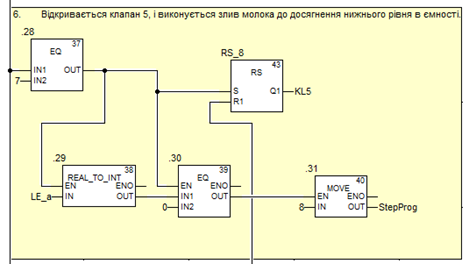 6. Відкривається клапан 5, і виконується злив молока до досягнення нижнього рівня в ємності.
.28
37
EQ
IN1 OUT
7 IN2
RS_8
43
RS
S Q1 KL5
R1
.29
38
REAL_TO_INT
EN ENO
LE_a IN OUT
.30
39
EQ
EN ENO
IN1 OUT
0 IN2
.31
40
MOVE
EN ENO
8 IN OUT StepProg